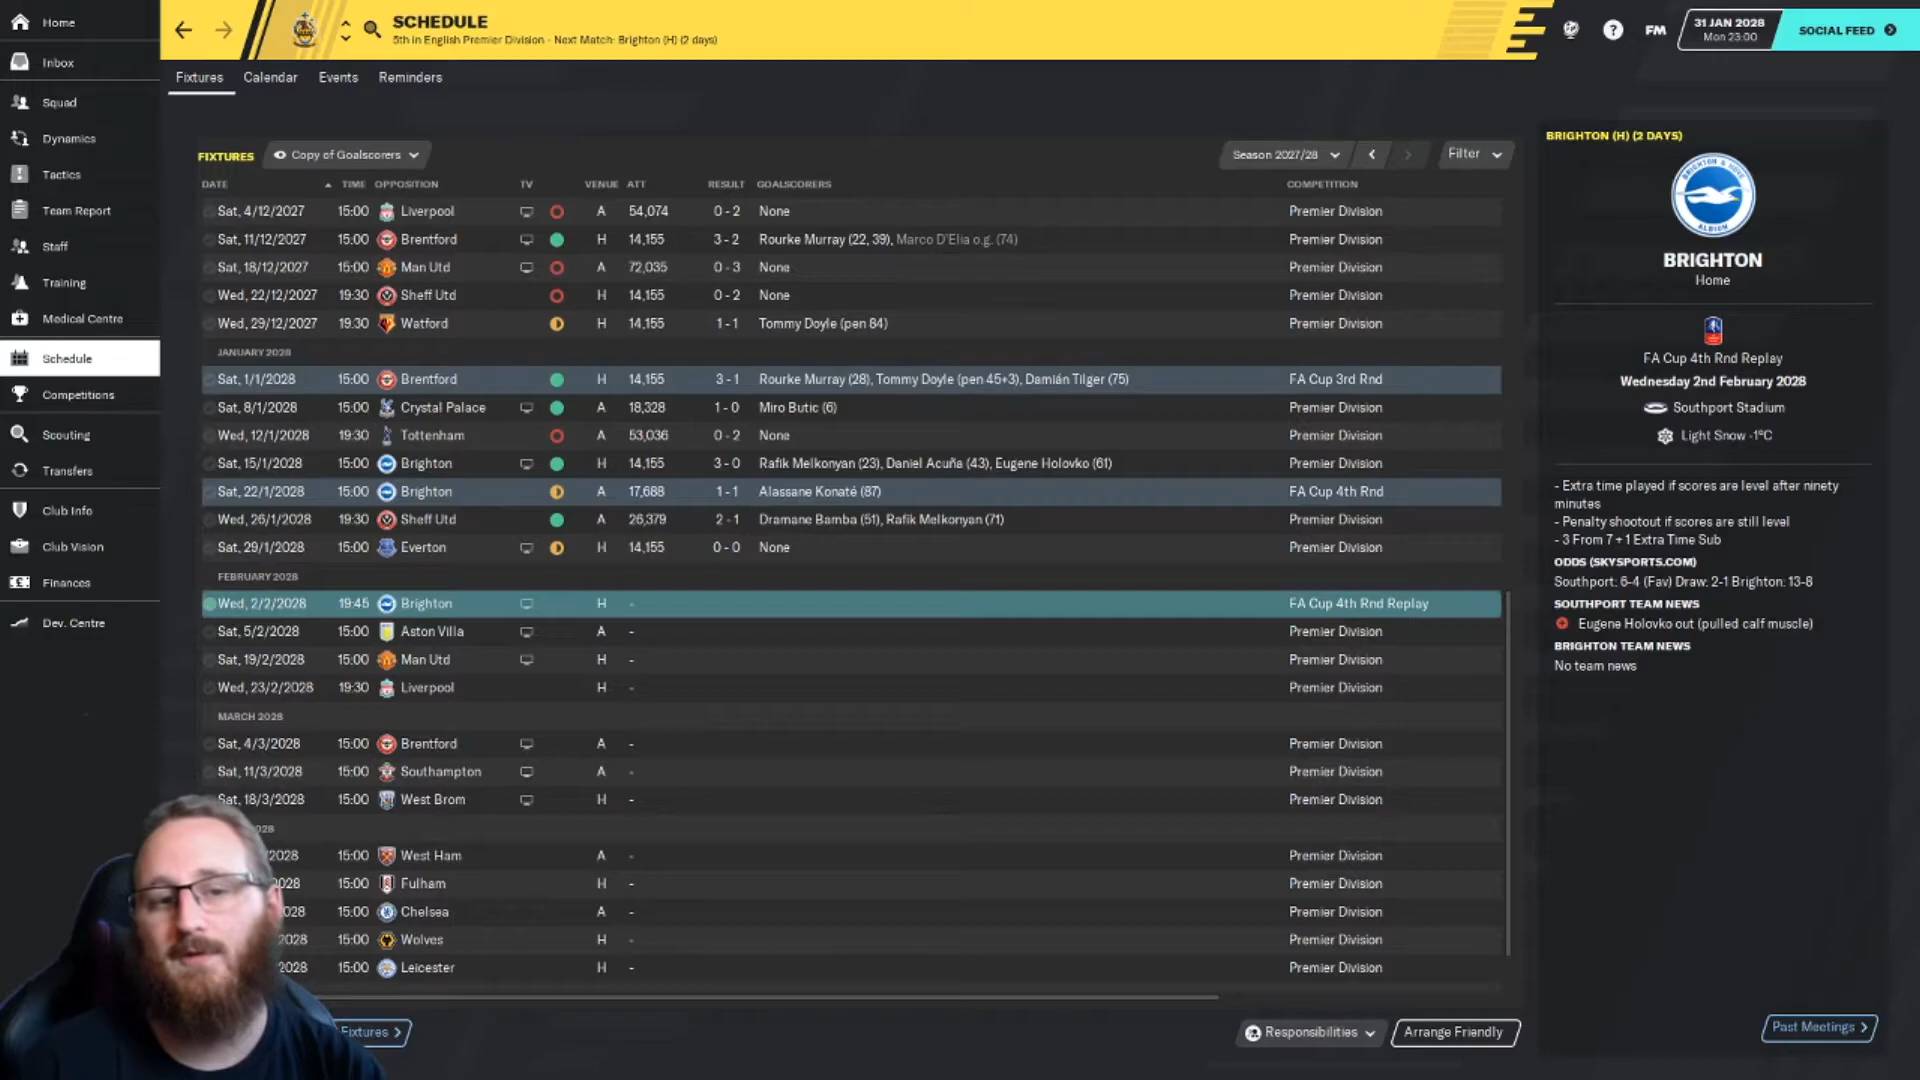 Home
Inbox
Squad
Dynamics
Tactics
Team Report
Staff
Training
Medical Centre
Schedule
Competitions
Scouting
Transfers
Club Info
Club Vision
Finances
Dev. Centre
SCHEDULE
5th in English Premier Division - Next Match: Brighton (H) (2 days)
FM
31 JAN 2028
Mon 23:00
SOCIAL FEED
Fixtures Calendar Events Reminders
FIXTURES Copy of Goalscorers Season 2027/28 Filter
DATE TIME OPPOSITION TV VENUE ATT RESULT GOALSCORERS COMPETITION
Sat, 4/12/2027 15:00 Liverpool A 54,074 0 - 2 None Premier Division
Sat, 11/12/2027 15:00 Brentford H 14,155 3 - 2 Rourke Murray (22, 39), Marco D'Elia o.g. (74) Premier Division
Sat, 18/12/2027 15:00 Man Utd A 72,035 0 - 3 None Premier Division
Wed, 22/12/2027 19:30 Sheff Utd H 14,155 0 - 2 None Premier Division
Wed, 29/12/2027 19:30 Watford H 14,155 1 - 1 Tommy Doyle (pen 84) Premier Division
JANUARY 2028
Sat, 1/1/2028 15:00 Brentford H 14,155 3 - 1 Rourke Murray (28), Tommy Doyle (pen 45+3), Damián Tilger (75) FA Cup 3rd Rnd
Sat, 8/1/2028 15:00 Crystal Palace A 18,328 1 - 0 Miro Butic (6) Premier Division
Wed, 12/1/2028 19:30 Tottenham A 53,036 0 - 2 None Premier Division
Sat, 15/1/2028 15:00 Brighton H 14,155 3 - 0 Rafik Melkonyan (23), Daniel Acuña (43), Eugene Holovko (61) Premier Division
Sat, 22/1/2028 15:00 Brighton A 17,688 1 - 1 Alassane Konaté (87) FA Cup 4th Rnd
Wed, 26/1/2028 19:30 Sheff Utd A 26,379 2 - 1 Dramane Bamba (51), Rafik Melkonyan (71) Premier Division
Sat, 29/1/2028 15:00 Everton H 14,155 0 - 0 None Premier Division
FEBRUARY 2028
Wed, 2/2/2028 19:45 Brighton H - FA Cup 4th Rnd Replay
Sat, 5/2/2028 15:00 Aston Villa A - Premier Division
Sat, 19/2/2028 15:00 Man Utd H - Premier Division
Wed, 23/2/2028 19:30 Liverpool H - Premier Division
MARCH 2028
Sat, 4/3/2028 15:00 Brentford A - Premier Division
Sat, 11/3/2028 15:00 Southampton A - Premier Division
Sat, 18/3/2028 15:00 West Brom H - Premier Division
028
2028 15:00 West Ham A - Premier Division
028 15:00 Fulham H - Premier Division
028 15:00 Chelsea A - Premier Division
2028 15:00 Wolves H - Premier Division
028 15:00 Leicester H - Premier Division
Fixtures Responsibilities Arrange Friendly
BRIGHTON (H) (2 DAYS)
BRIGHTON & HOVE
ALBION
BRIGHTON
Home
FA Cup 4th Rnd Replay
Wednesday 2nd February 2028
Southport Stadium
Light Snow -1°C
- Extra time played if scores are level after ninety
minutes
- Penalty shootout if scores are still level
- 3 From 7 + 1 Extra Time Sub
ODDS (SKYSPORTS.COM)
Southport: 6-4 (Fav) Draw: 2-1 Brighton: 13-8
SOUTHPORT TEAM NEWS
Eugene Holovko out (pulled calf muscle)
BRIGHTON TEAM NEWS
No team news
Past Meetings